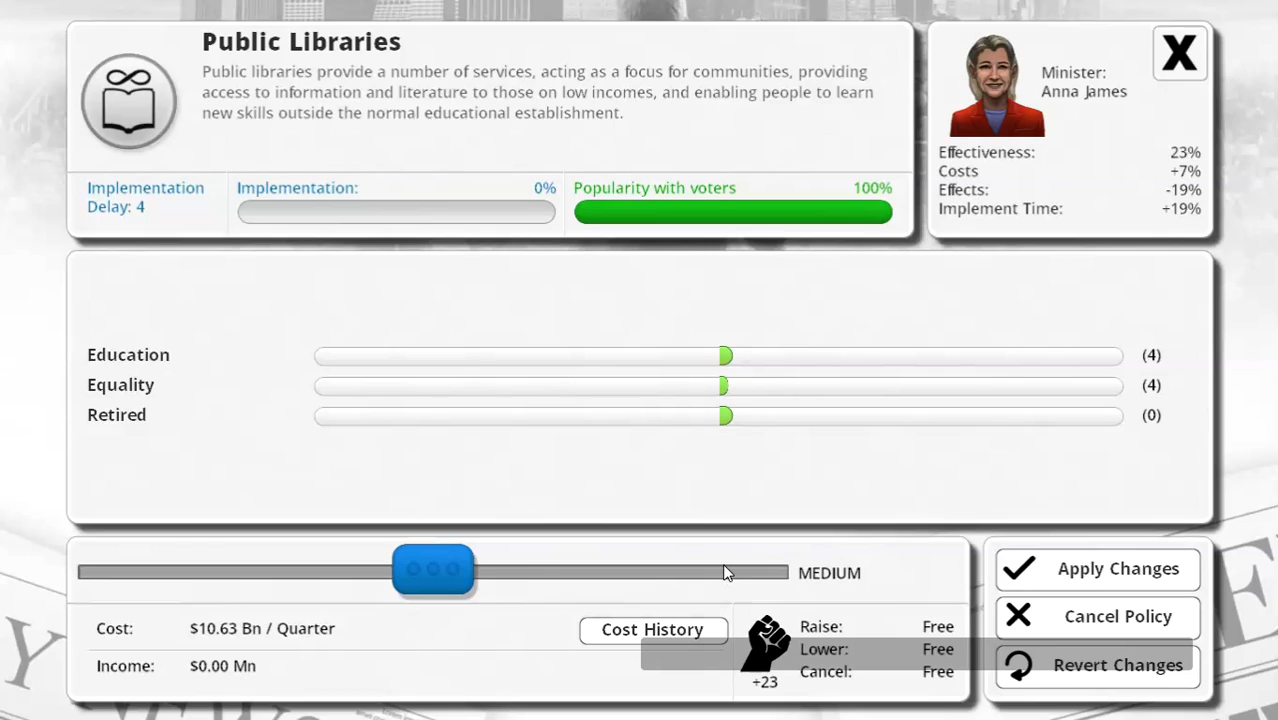 Public Libraries
Public libraries provide a number of services, acting as a focus for communities, providing
access to information and literature to those on low incomes, and enabling people to learn
new skills outside the normal educational establishment.
Implementation
Delay: 4
Implementation: 0%
Popularity with voters 100%
X
Minister:
Anna James
Effectiveness: 23%
Costs +7%
Effects: -19%
Implement Time: +19%
Education (4)
Equality (4)
Retired (0)
MEDIUM
Cost: $10.63 Bn / Quarter
Income: $0.00 Mn
Cost History
+23
Raise: Free
Lower: Free
Cancel: Free
Apply Changes
Cancel Policy
Revert Changes